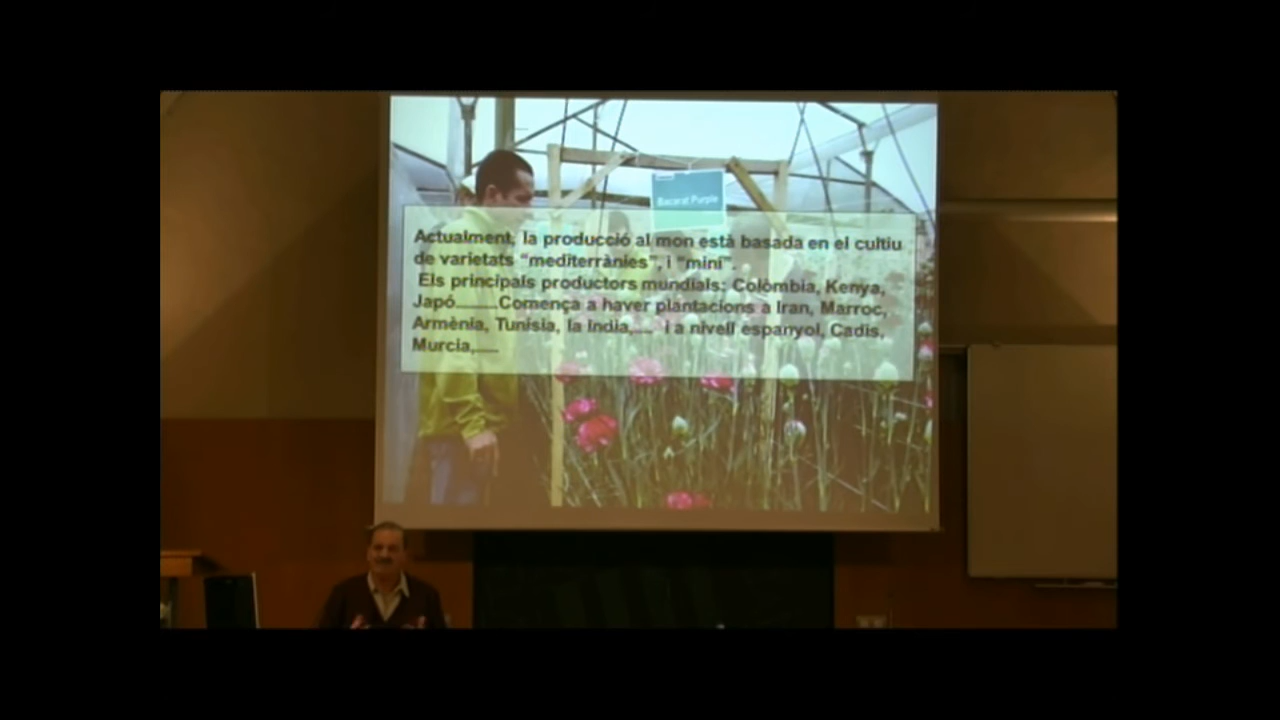 Bacarat Purple
Actualment, la producció al mon està basada en el cultiu
de varietats “mediterrànies”, i “mini”.
Els principals productors mundials: Colòmbia, Kenya,
Japó.......Comença a haver plantacions a Iran, Marroc,
Armènia, Tunísia, la India,.... i a nivell espanyol, Cadis,
Murcia,.....